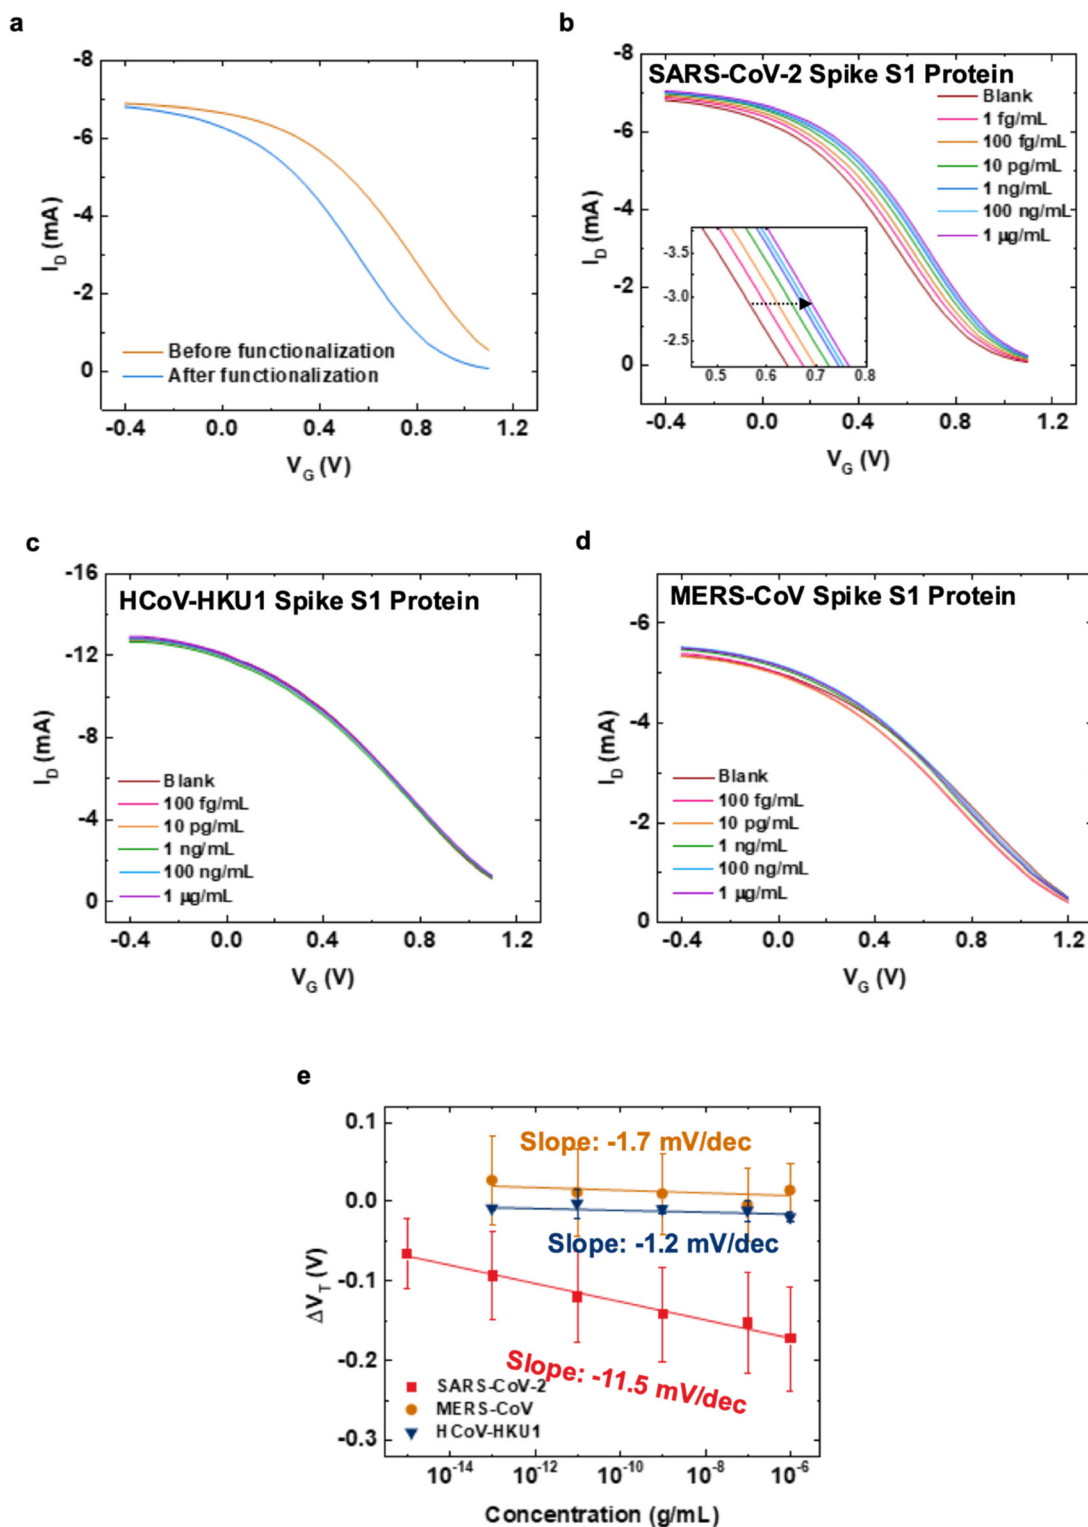 a
-8
-6
-4
-2
0
I_D (mA)
Before functionalization
After functionalization
-0.4 0.0 0.4 0.8 1.2
V_G (V)
b
-8
-6
-4
-2
0
I_D (mA)
SARS-CoV-2 Spike S1 Protein
Blank
1 fg/mL
100 fg/mL
10 pg/mL
1 ng/mL
100 ng/mL
1 µg/mL
-3.5
-3.0
-2.5
0.5 0.6 0.7 0.8
-0.4 0.0 0.4 0.8 1.2
V_G (V)
c
-16
-12
-8
-4
0
I_D (mA)
HCoV-HKU1 Spike S1 Protein
Blank
100 fg/mL
10 pg/mL
1 ng/mL
100 ng/mL
1 µg/mL
-0.4 0.0 0.4 0.8 1.2
V_G (V)
d
-6
-4
-2
0
I_D (mA)
MERS-CoV Spike S1 Protein
Blank
100 fg/mL
10 pg/mL
1 ng/mL
100 ng/mL
1 µg/mL
-0.4 0.0 0.4 0.8 1.2
V_G (V)
e
0.1
0.0
-0.1
-0.2
-0.3
ΔV_T (V)
Slope: -1.7 mV/dec
Slope: -1.2 mV/dec
Slope: -11.5 mV/dec
SARS-CoV-2
MERS-CoV
HCoV-HKU1
10^-14 10^-12 10^-10 10^-8 10^-6
Concentration (g/mL)